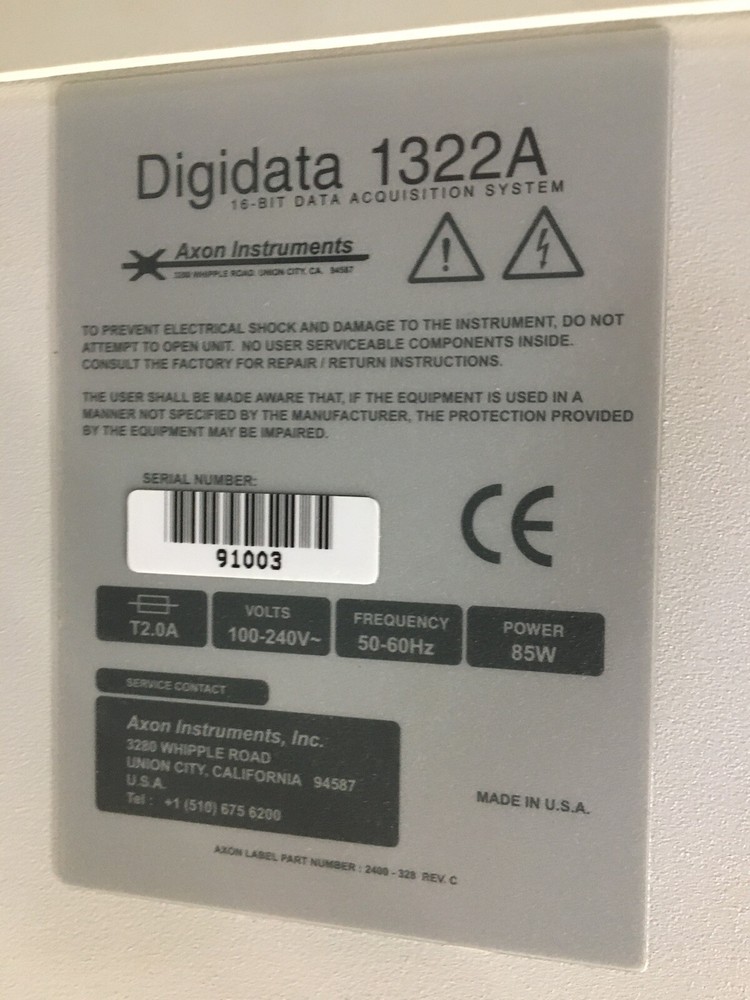 Digidata 1322A
16-BIT DATA ACQUISITION SYSTEM
Axon Instruments
3280 WHIPPLE ROAD. UNION CITY. CA. 94587
TO PREVENT ELECTRICAL SHOCK AND DAMAGE TO THE INSTRUMENT, DO NOT
ATTEMPT TO OPEN UNIT. NO USER SERVICEABLE COMPONENTS INSIDE.
CONSULT THE FACTORY FOR REPAIR / RETURN INSTRUCTIONS.
THE USER SHALL BE MADE AWARE THAT, IF THE EQUIPMENT IS USED IN A
MANNER NOT SPECIFIED BY THE MANUFACTURER, THE PROTECTION PROVIDED
BY THE EQUIPMENT MAY BE IMPAIRED.
SERIAL NUMBER:
91003
CE
T2.0A
VOLTS
100-240V~
FREQUENCY
50-60Hz
POWER
85W
SERVICE CONTACT
Axon Instruments, Inc.
3280 WHIPPLE ROAD
UNION CITY, CALIFORNIA 94587
U.S.A.
Tel : +1 (510) 675 6200
MADE IN U.S.A.
AXON LABEL PART NUMBER : 2400 - 328 REV. C